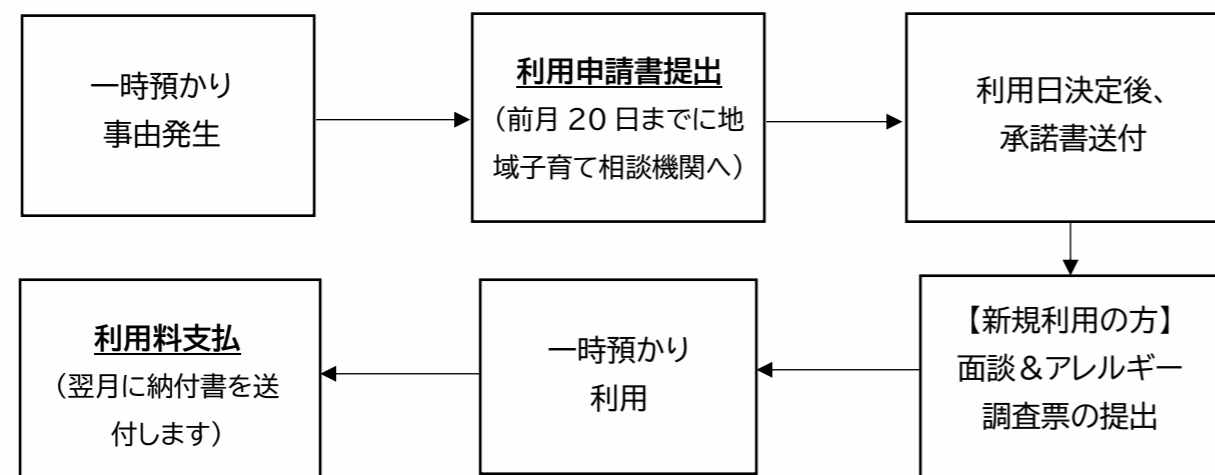 一時預かり
事由発生
利用申請書提出
（前月 20 日までに地
域子育て相談機関へ）
利用日決定後、
承諾書送付
【新規利用の方】
面談＆アレルギー
調査票の提出
一時預かり
利用
利用料支払
（翌月に納付書を送
付します）